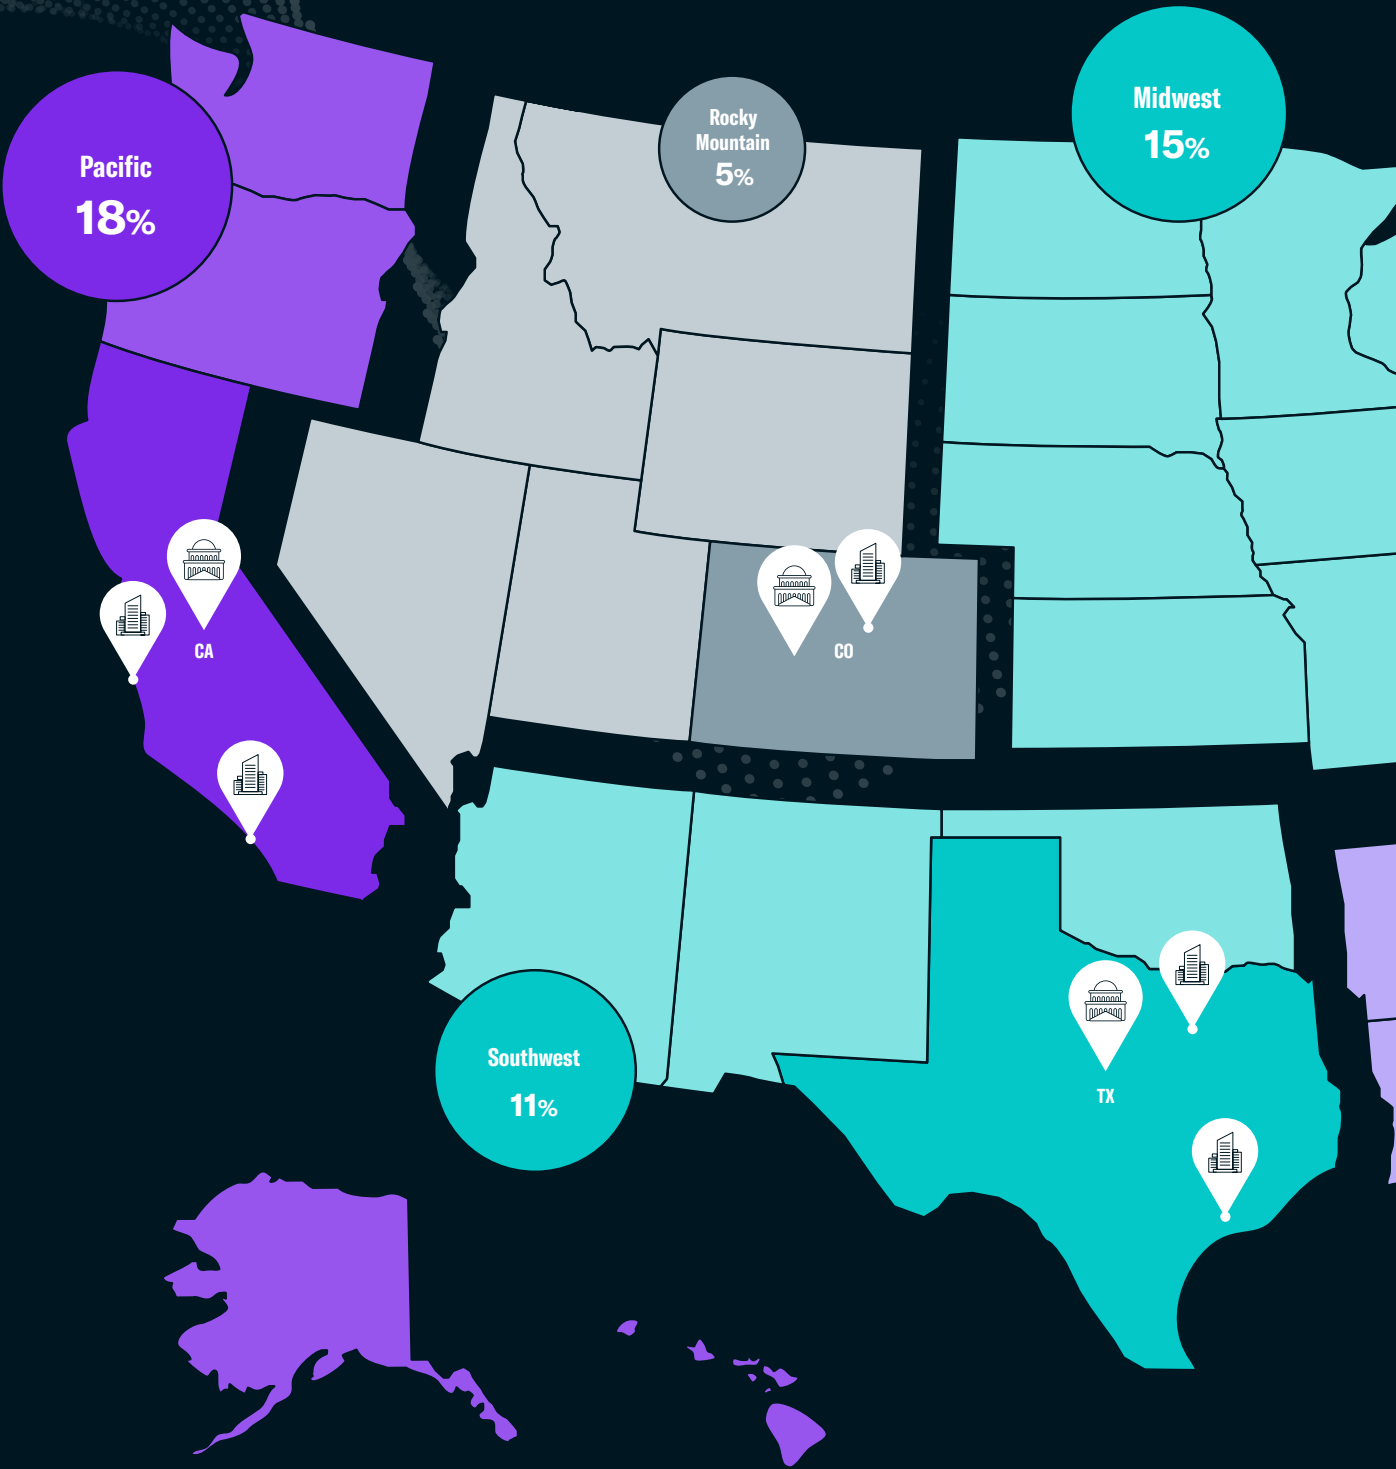 Midwest
15%
Rocky
Mountain
5%
Pacific
18%
CA
CO
Southwest
11%
TX